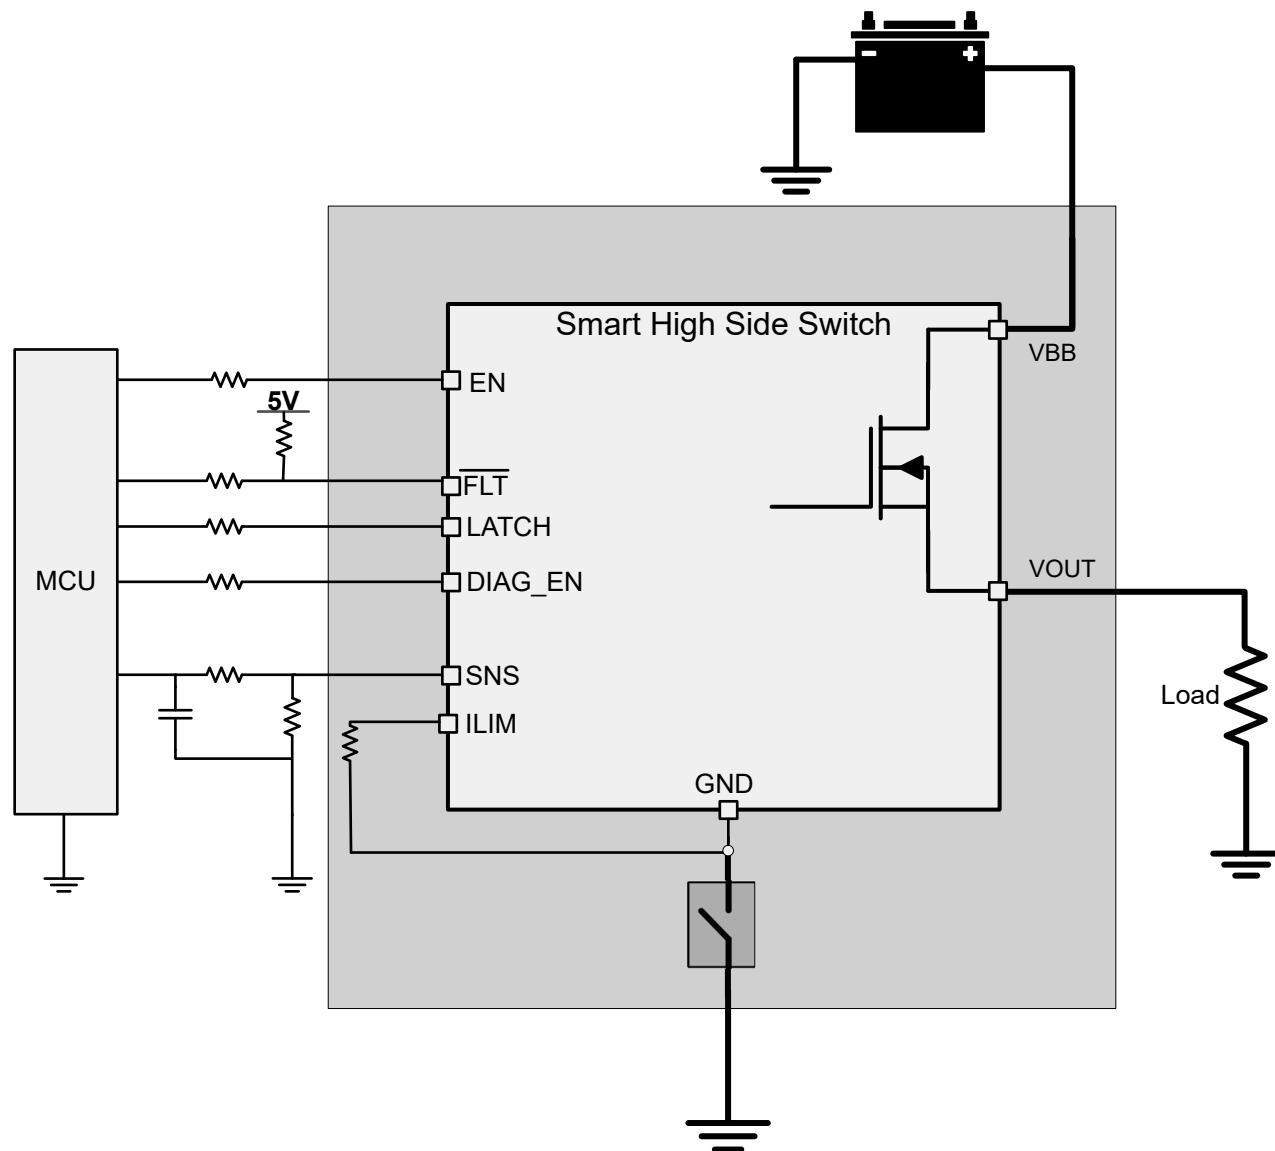 Smart High Side Switch
VBB
EN
5V
FLT
LATCH
MCU
DIAG_EN
VOUT
SNS
Load
ILIM
GND